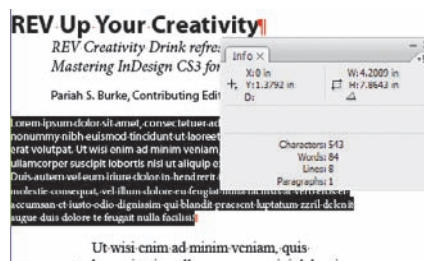 REV Up Your Creativity
REV Creativity Drink refre
Mastering InDesign CS3 for
Pariah S. Burke, Contributing Edi
Info
X: 0 in
Y: 1.3792 in
D:
W: 4.2009 in
H: 7.8643 in
Characters: 543
Words: 84
Lines: 8
Paragraphs: 1
Lorem ipsum dolor sit amet, consectetuer ad
nonummy nibh euismod tincidunt ut laoreet
erat volutpat. Ut wisi enim ad minim veniam,
ullamcorper suscipit lobortis nisl ut aliquip e
Duis autem vel eum iriure dolor in hendrerit
molestie consequat, vel illum dolore eu feugiat nulla facilisis at vero eros et
accumsan et iusto odio dignissim qui blandit praesent luptatum zzril delenit
augue duis dolore te feugait nulla facilisi.
Ut wisi enim ad minim veniam, quis